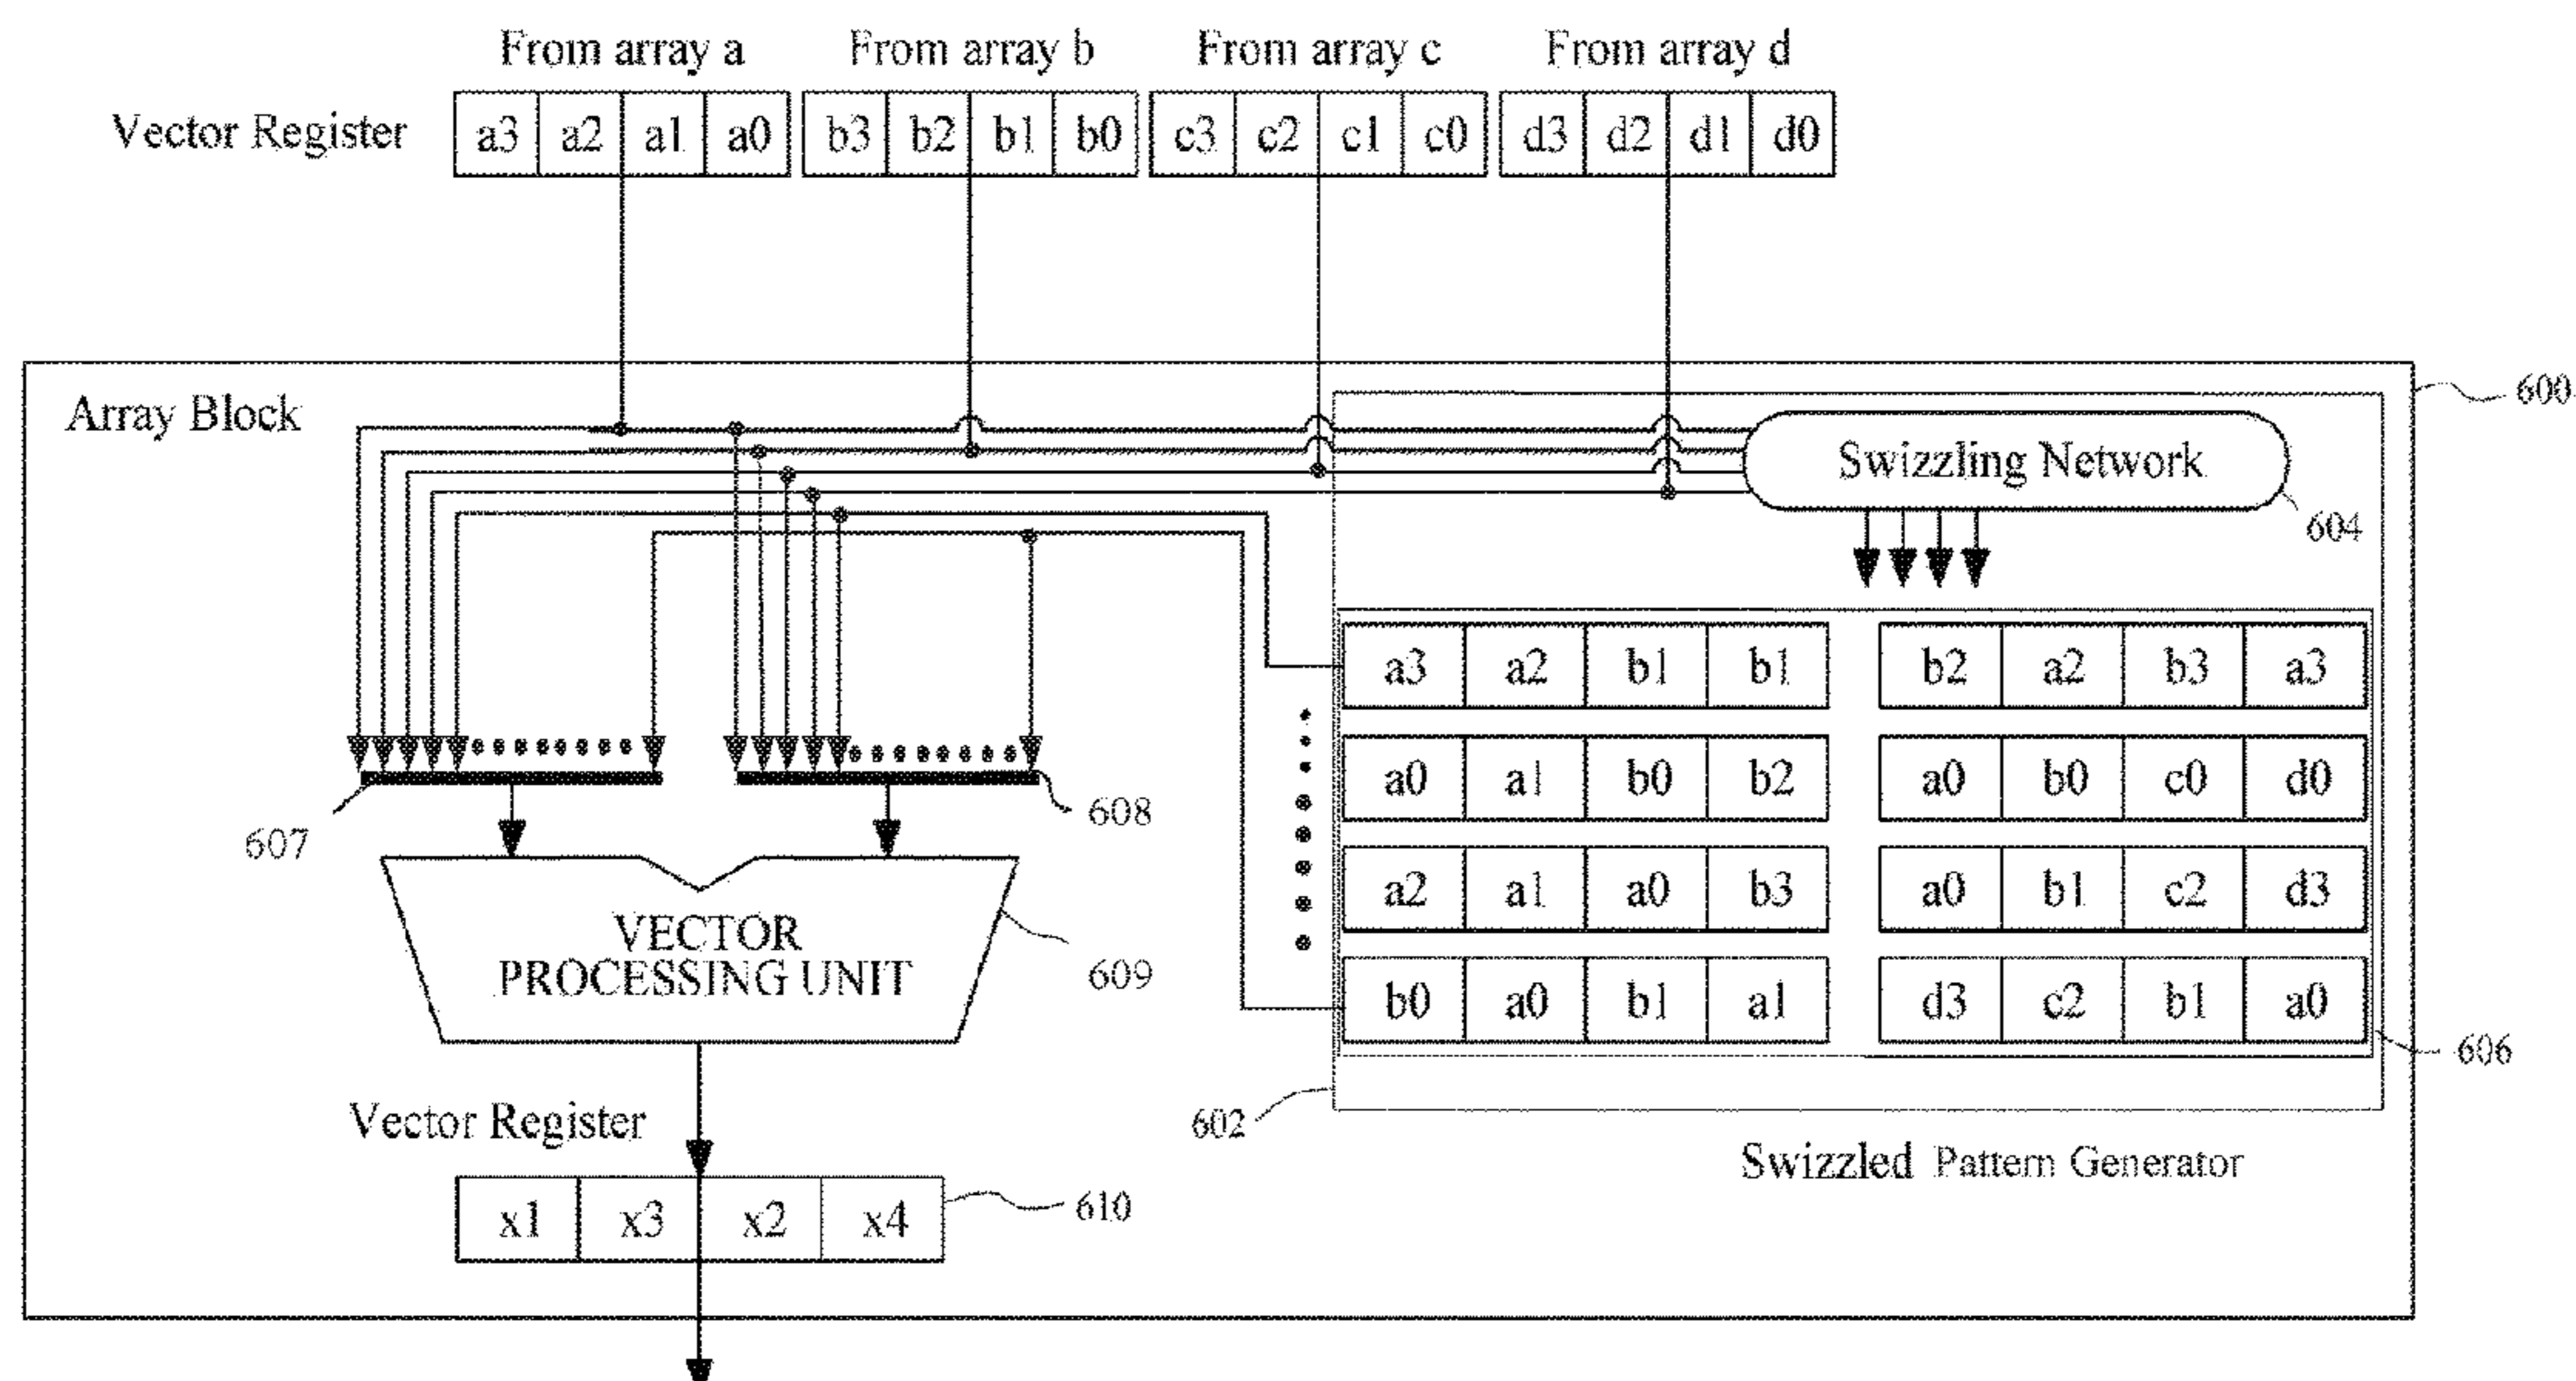 From array a From array b From array c From array d
Vector Register a3 a2 a1 a0 b3 b2 b1 b0 c3 c2 c1 c0 d3 d2 d1 d0
600
Array Block
Swizzling Network
604
a3 a2 b1 b1 b2 a2 b3 a3
a0 a1 b0 b2 a0 b0 c0 d0
607
608
a2 a1 a0 b3 a0 b1 c2 d3
VECTOR
PROCESSING UNIT
609
b0 a0 b1 a1 d3 c2 b1 a0
606
Vector Register
602
Swizzled Pattern Generator
x1 x3 x2 x4
610